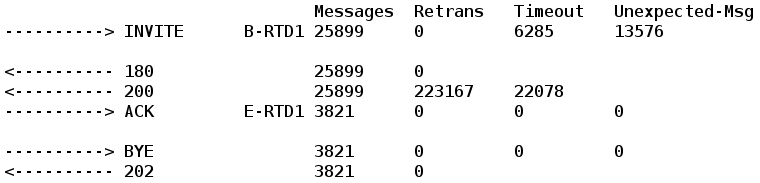 Messages Retrans Timeout Unexpected-Msg
----------> INVITE B-RTD1 25899 0 6285 13576
<---------- 180 25899 0
<---------- 200 25899 223167 22078
----------> ACK E-RTD1 3821 0 0 0
----------> BYE 3821 0 0 0
<---------- 202 3821 0